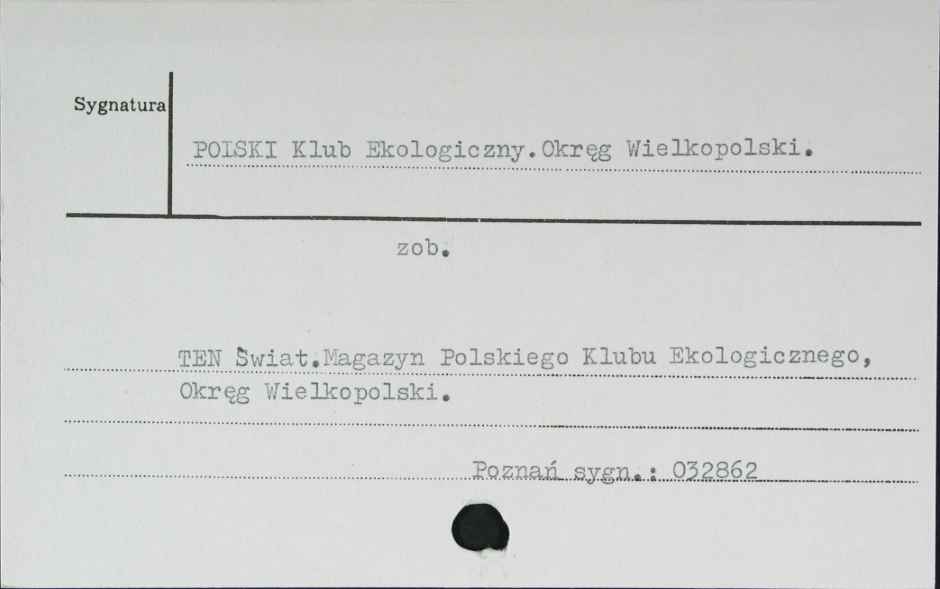 Sygnatura
POLSKI Klub Ekologiczny.Okręg Wielkopolski.
zob.
TEN Świat.Magazyn Polskiego Klubu Ekologicznego,
Okręg Wielkopolski.
Poznań sygn.: 032862